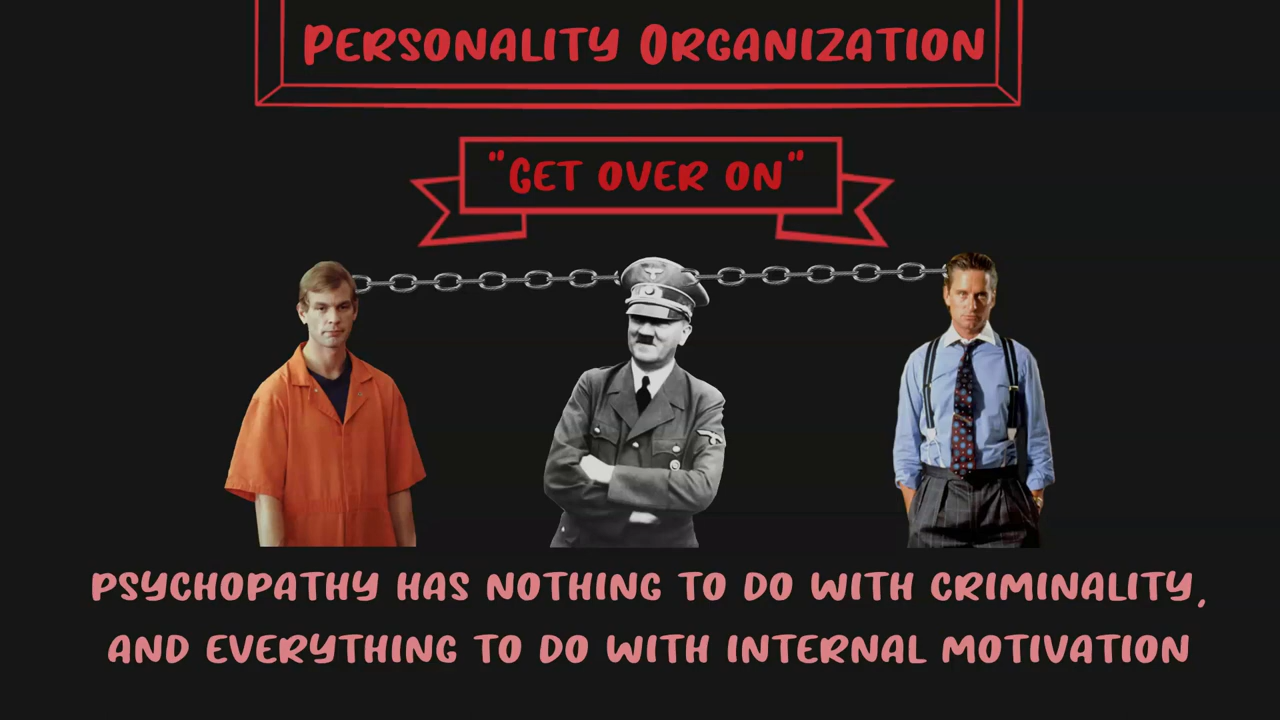 PERSONALITY ORGANIZATION
"GET OVER ON"
PSYCHOPATHY HAS NOTHING TO DO WITH CRIMINALITY,
AND EVERYTHING TO DO WITH INTERNAL MOTIVATION